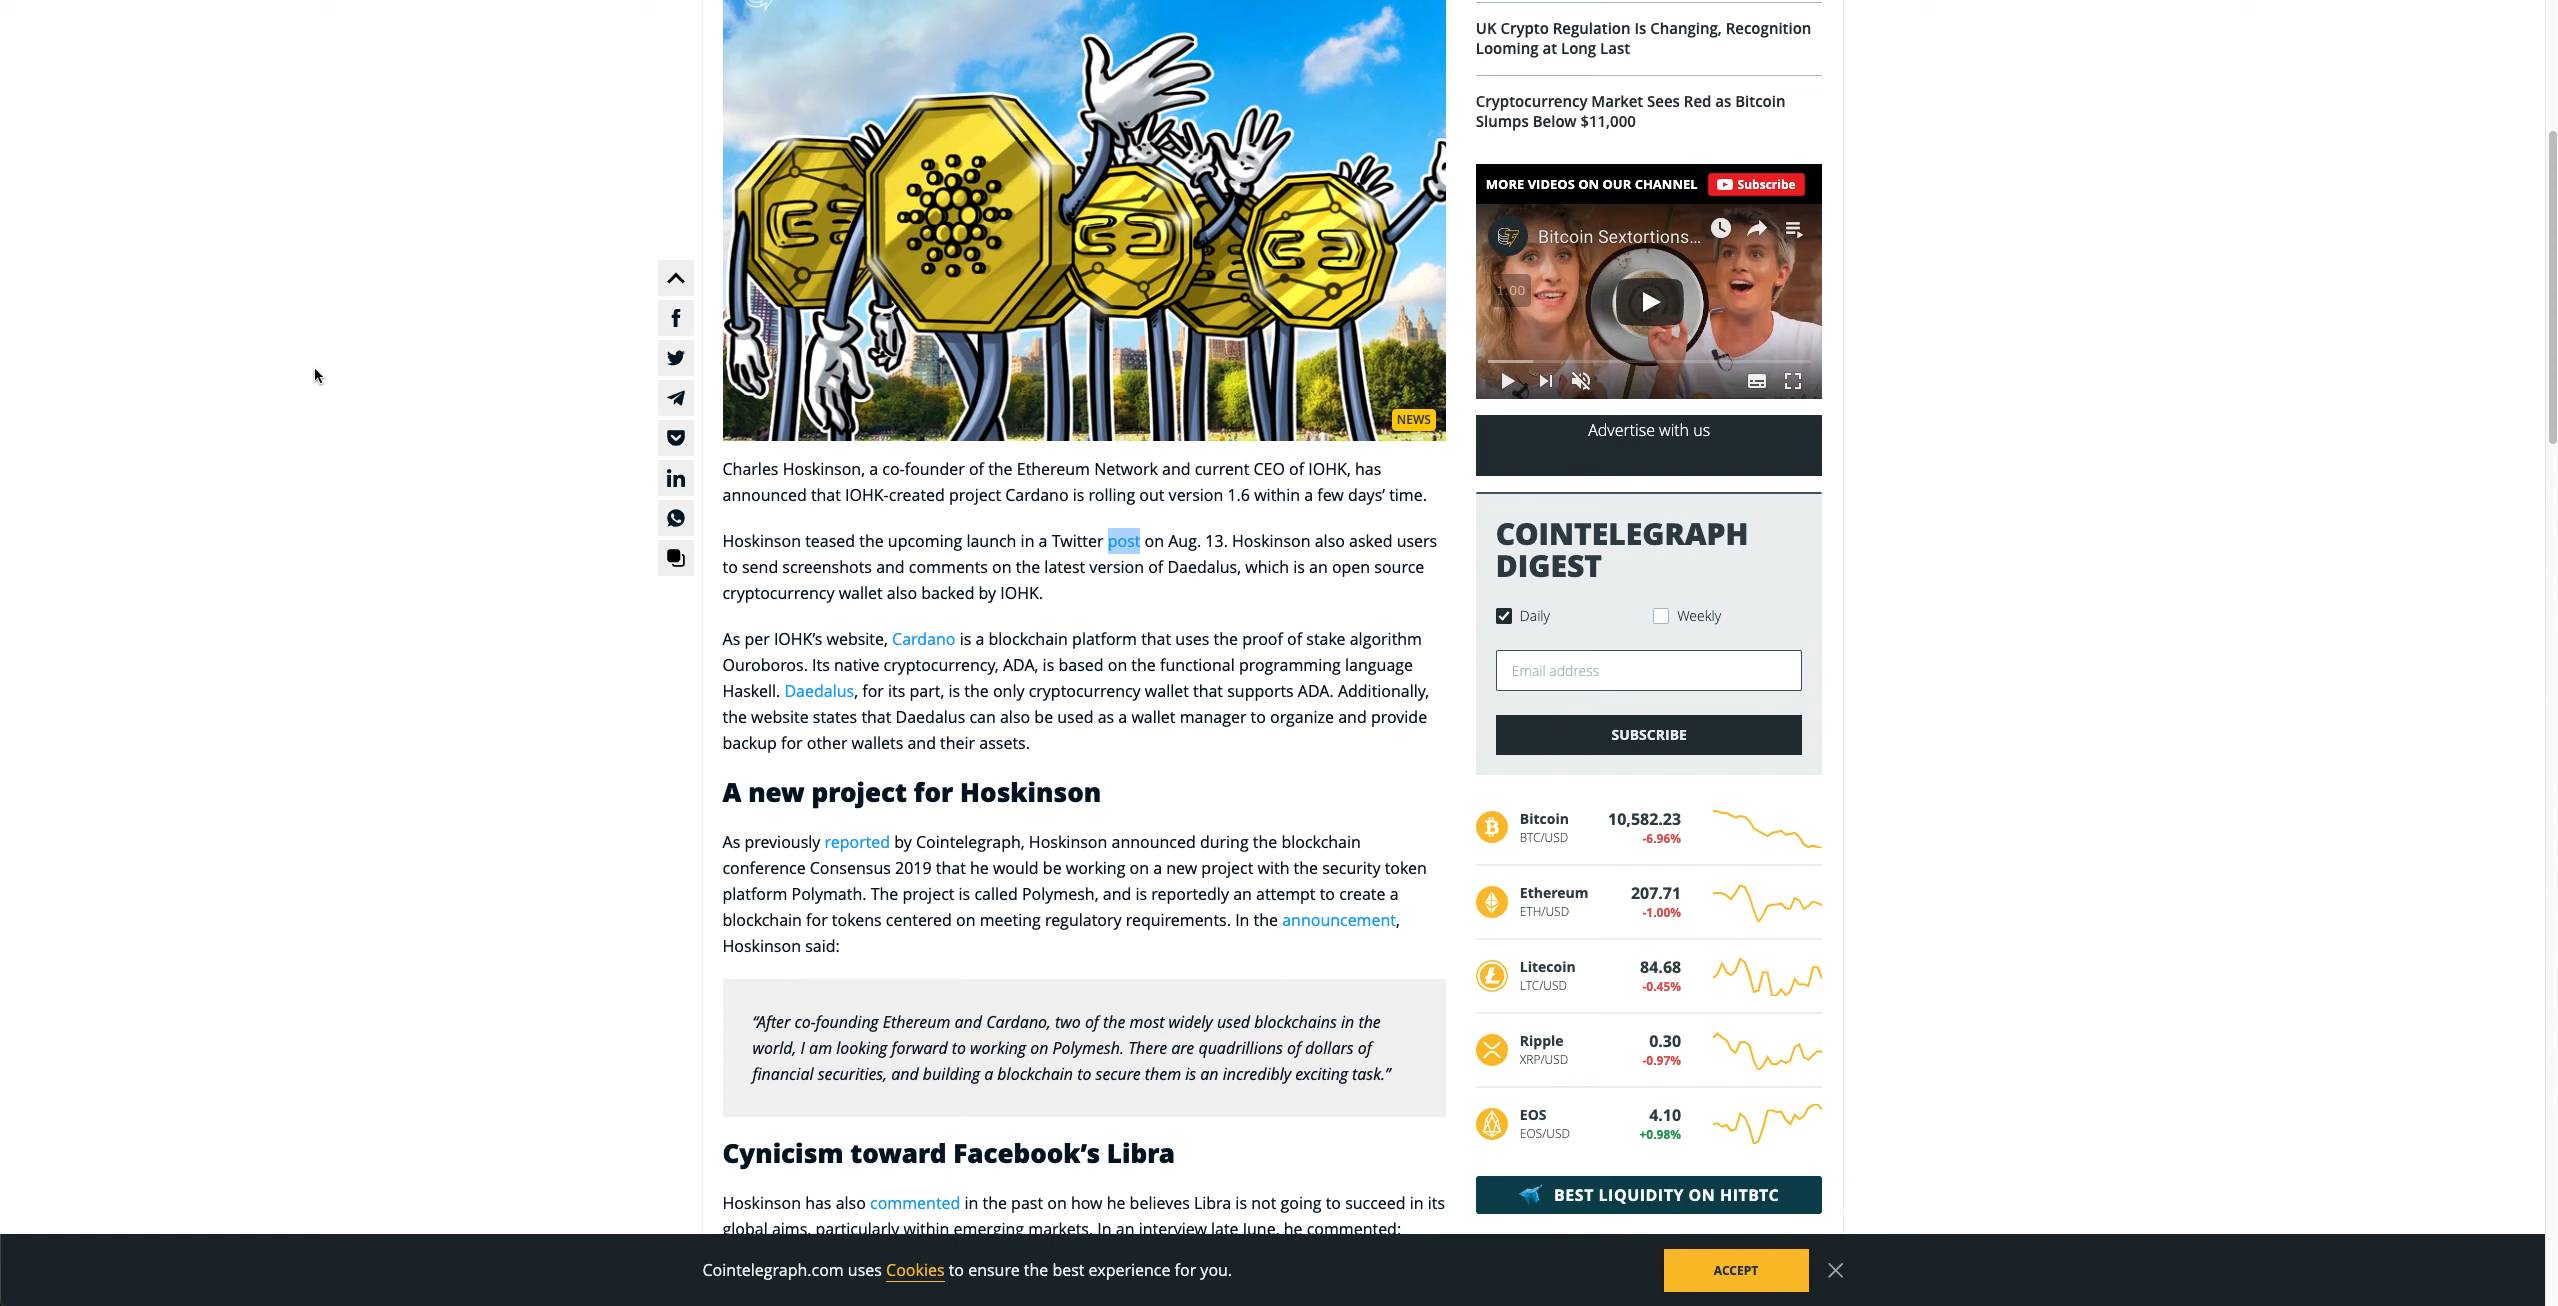 UK Crypto Regulation Is Changing, Recognition
Looming at Long Last
Cryptocurrency Market Sees Red as Bitcoin
Slumps Below $11,000
MORE VIDEOS ON OUR CHANNEL
Subscribe
Bitcoin Sextortions...
1.00
Advertise with us
NEWS
Charles Hoskinson, a co-founder of the Ethereum Network and current CEO of IOHK, has
announced that IOHK-created project Cardano is rolling out version 1.6 within a few days’ time.
Hoskinson teased the upcoming launch in a Twitter post on Aug. 13. Hoskinson also asked users
to send screenshots and comments on the latest version of Daedalus, which is an open source
cryptocurrency wallet also backed by IOHK.
As per IOHK’s website, Cardano is a blockchain platform that uses the proof of stake algorithm
Ouroboros. Its native cryptocurrency, ADA, is based on the functional programming language
Haskell. Daedalus, for its part, is the only cryptocurrency wallet that supports ADA. Additionally,
the website states that Daedalus can also be used as a wallet manager to organize and provide
backup for other wallets and their assets.
A new project for Hoskinson
As previously reported by Cointelegraph, Hoskinson announced during the blockchain
conference Consensus 2019 that he would be working on a new project with the security token
platform Polymath. The project is called Polymesh, and is reportedly an attempt to create a
blockchain for tokens centered on meeting regulatory requirements. In the announcement,
Hoskinson said:
“After co-founding Ethereum and Cardano, two of the most widely used blockchains in the
world, I am looking forward to working on Polymesh. There are quadrillions of dollars of
financial securities, and building a blockchain to secure them is an incredibly exciting task.”
Cynicism toward Facebook’s Libra
Hoskinson has also commented in the past on how he believes Libra is not going to succeed in its
global aims, particularly within emerging markets. In an interview late June, he commented:
COINTELEGRAPH
DIGEST
Daily
Weekly
Email address
SUBSCRIBE
Bitcoin 10,582.23
BTC/USD -6.96%
Ethereum 207.71
ETH/USD -1.00%
Litecoin 84.68
LTC/USD -0.45%
Ripple 0.30
XRP/USD -0.97%
EOS 4.10
EOS/USD +0.98%
BEST LIQUIDITY ON HITBTC
Cointelegraph.com uses Cookies to ensure the best experience for you.
ACCEPT